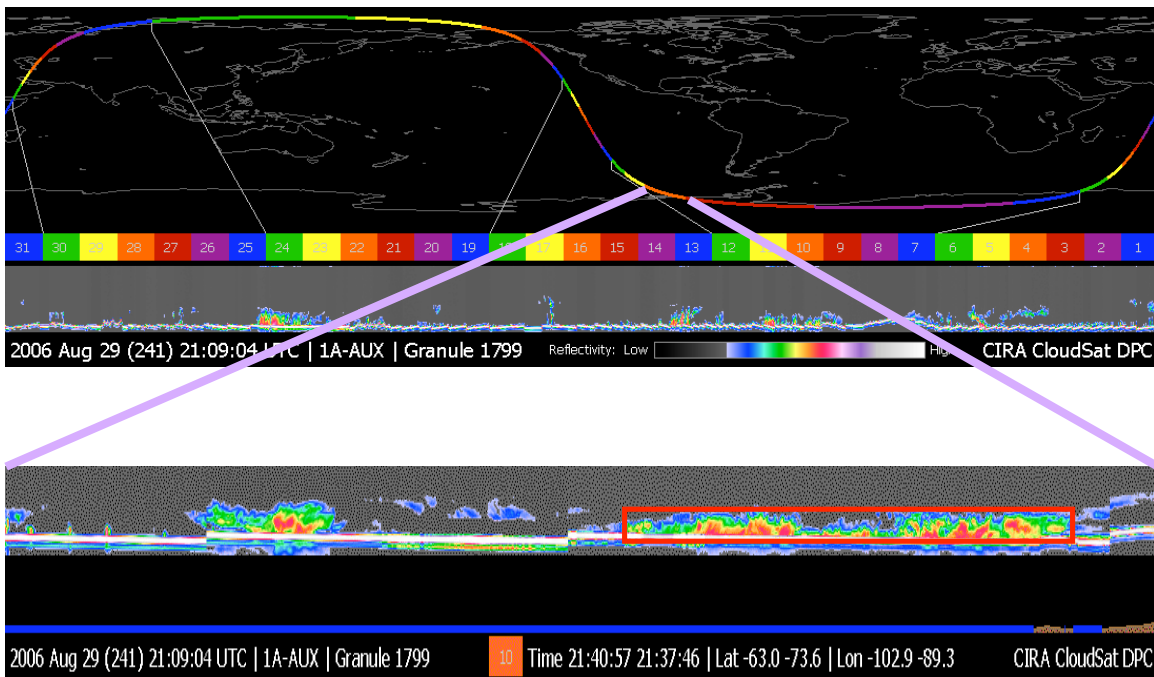 31 30 29 28 27 26 25 24 23 22 21 20 19 18 17 16 15 14 13 12 10 9 8 7 6 5 4 3 2 1
2006 Aug 29 (241) 21:09:04 UTC | 1A-AUX | Granule 1799 Reflectivity: Low CIRA CloudSat DPC
2006 Aug 29 (241) 21:09:04 UTC | 1A-AUX | Granule 1799 10 Time 21:40:57 21:37:46 | Lat -63.0 -73.6 | Lon -102.9 -89.3 CIRA CloudSat DPC